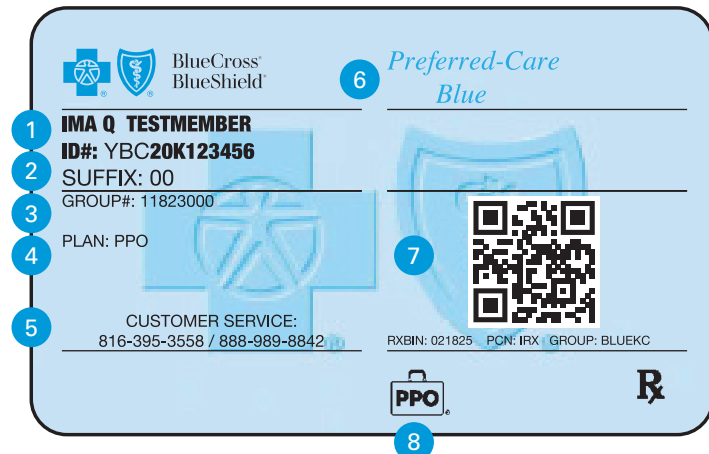 BlueCross®
BlueShield®
6
Preferred-Care
Blue
1
IMA Q TESTMEMBER
ID#: YBC20K123456
2
SUFFIX: 00
3
GROUP#: 11823000
4
PLAN: PPO
7
5
CUSTOMER SERVICE:
816-395-3558 / 888-989-8842
RXBIN: 021825 PCN: IRX GROUP: BLUEKC
PPO®
Rx
8